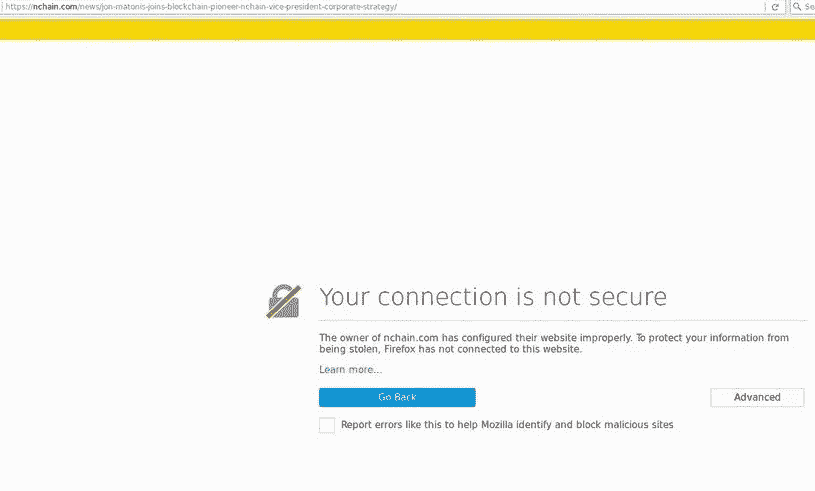 https://nchain.com/news/jon-matonis-joins-blockchain-pioneer-nchain-vice-president-corporate-strategy/
Se
Your connection is not secure
The owner of nchain.com has configured their website improperly. To protect your information from
being stolen, Firefox has not connected to this website.
Learn more...
Go Back
Advanced
Report errors like this to help Mozilla identify and block malicious sites